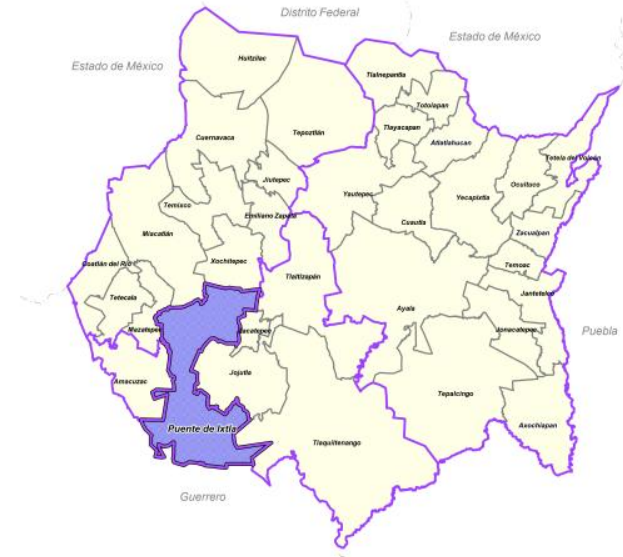 Distrito Federal
Estado de México
Estado de México
Huitzilac
Tlalnepantla
Totolapan
Tlayacapan
Cuernavaca
Tepoztlán
Atlatlahucan
Tetela del Volcán
Jiutepec
Ocuituco
Yautepec
Yecapixtla
Temixco
Emiliano Zapata
Cuautla
Miacatlán
Zacualpan
Xochitepec
Coatlán del Río
Temoac
Tlaltizapán
Tetecala
Jantetelco
Ayala
Mazatepec
Zacatepec
Jonacatepec
Puebla
Jojutla
Amacuzac
Tepalcingo
Axochiapan
Puente de Ixtla
Tlaquiltenango
Guerrero